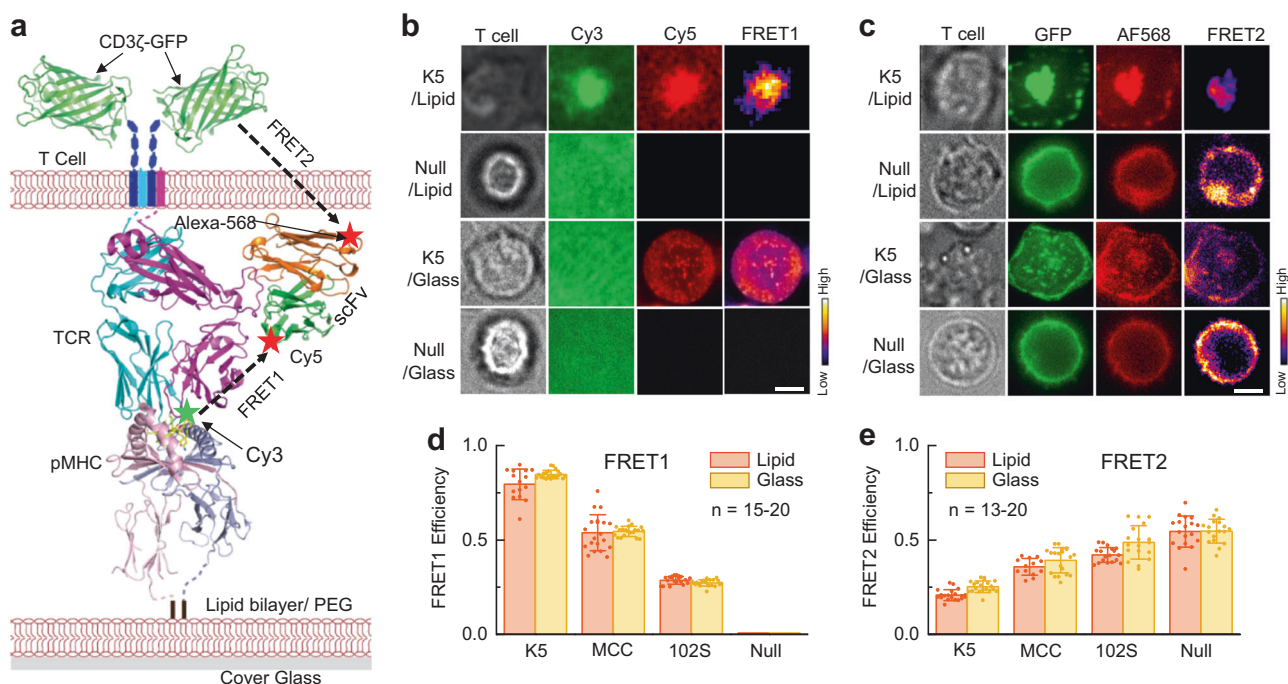 a
CD3ζ-GFP
FRET2
T Cell
Alexa-568
scFv
TCR
Cy5
FRET1
Cy3
pMHC
Lipid bilayer/ PEG
Cover Glass
b
T cell Cy3 Cy5 FRET1
K5
/Lipid
Null
/Lipid
K5
/Glass
Null
/Glass
High
Low
c
T cell GFP AF568 FRET2
K5
/Lipid
Null
/Lipid
K5
/Glass
Null
/Glass
High
Low
d
FRET1
Lipid
Glass
n = 15-20
FRET1 Efficiency
1.0
0.5
0.0
K5 MCC 102S Null
e
FRET2
Lipid
Glass
n = 13-20
FRET2 Efficiency
1.0
0.5
0.0
K5 MCC 102S Null